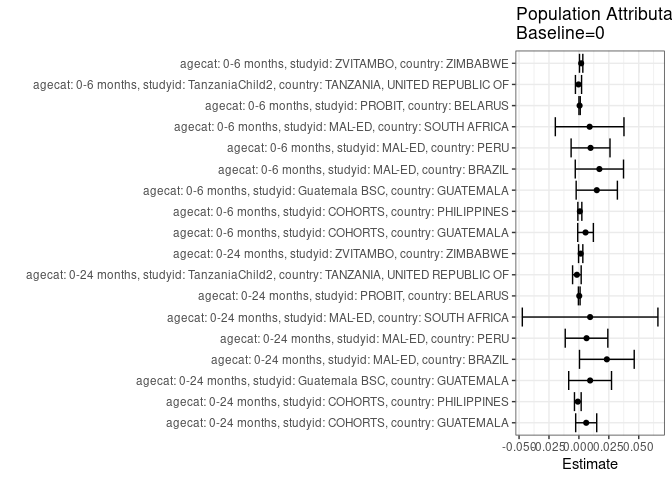 Population Attributa
Baseline=0
agecat: 0-6 months, studyid: ZVITAMBO, country: ZIMBABWE
agecat: 0-6 months, studyid: TanzaniaChild2, country: TANZANIA, UNITED REPUBLIC OF
agecat: 0-6 months, studyid: PROBIT, country: BELARUS
agecat: 0-6 months, studyid: MAL-ED, country: SOUTH AFRICA
agecat: 0-6 months, studyid: MAL-ED, country: PERU
agecat: 0-6 months, studyid: MAL-ED, country: BRAZIL
agecat: 0-6 months, studyid: Guatemala BSC, country: GUATEMALA
agecat: 0-6 months, studyid: COHORTS, country: PHILIPPINES
agecat: 0-6 months, studyid: COHORTS, country: GUATEMALA
agecat: 0-24 months, studyid: ZVITAMBO, country: ZIMBABWE
agecat: 0-24 months, studyid: TanzaniaChild2, country: TANZANIA, UNITED REPUBLIC OF
agecat: 0-24 months, studyid: PROBIT, country: BELARUS
agecat: 0-24 months, studyid: MAL-ED, country: SOUTH AFRICA
agecat: 0-24 months, studyid: MAL-ED, country: PERU
agecat: 0-24 months, studyid: MAL-ED, country: BRAZIL
agecat: 0-24 months, studyid: Guatemala BSC, country: GUATEMALA
agecat: 0-24 months, studyid: COHORTS, country: PHILIPPINES
agecat: 0-24 months, studyid: COHORTS, country: GUATEMALA
-0.050 -0.025 0.000 0.025 0.050
Estimate